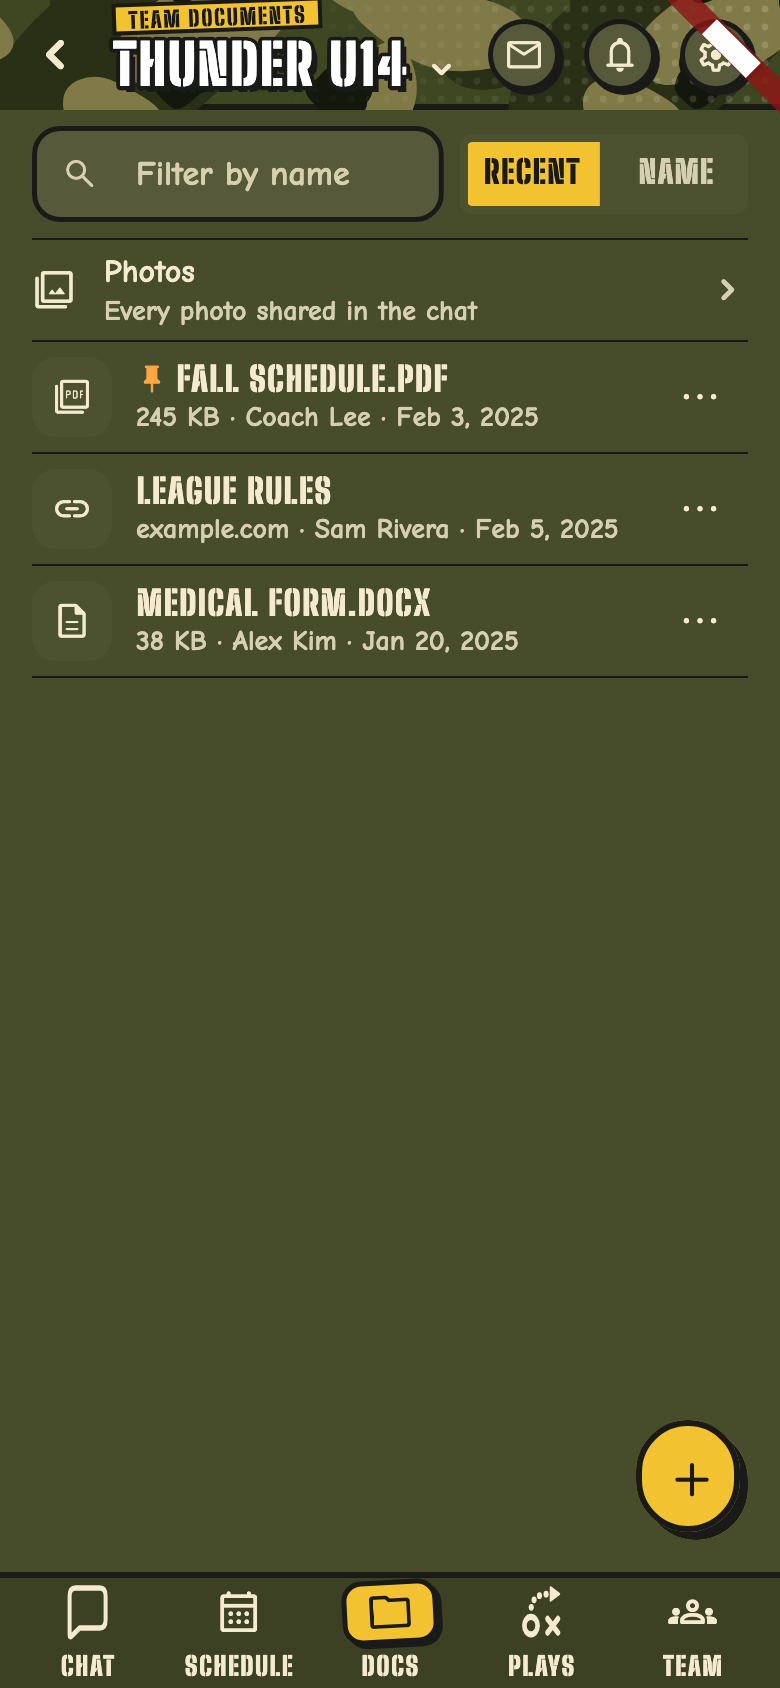 TEAM DOCUMENTS
THUNDER U14
Filter by name
RECENT
NAME
Photos
Every photo shared in the chat
PDF
FALL SCHEDULE.PDF
245 KB · Coach Lee · Feb 3, 2025
LEAGUE RULES
example.com · Sam Rivera · Feb 5, 2025
MEDICAL FORM.DOCX
38 KB · Alex Kim · Jan 20, 2025
CHAT
SCHEDULE
DOCS
PLAYS
TEAM